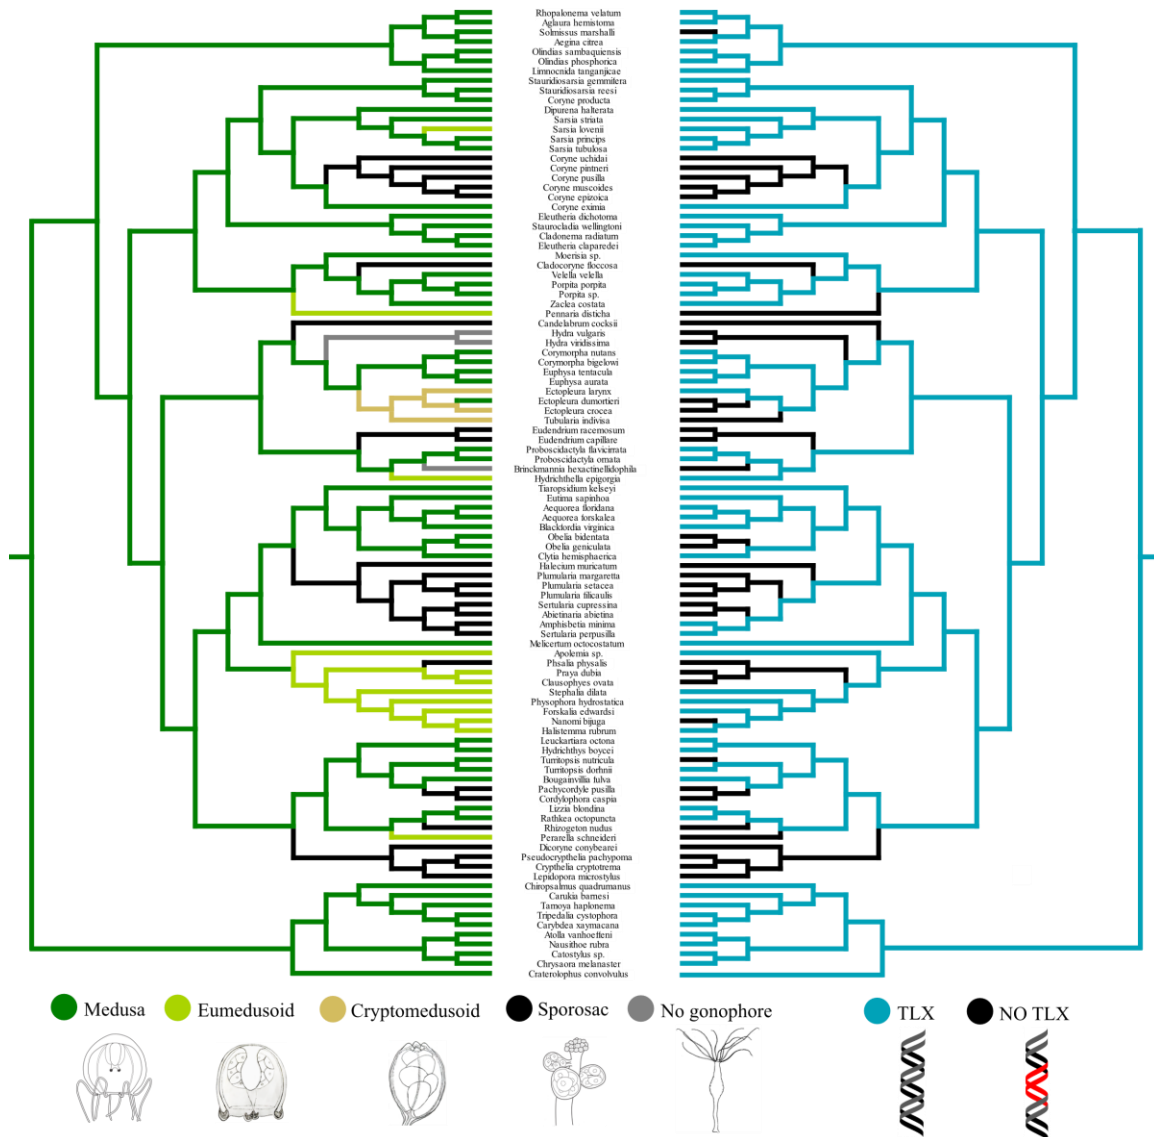 Rhopalonema velatum
Aglaura hemistoma
Solmissus marshalli
Aegina citrea
Olindias sambaquiensis
Olindias phosphorica
Limnocnida tanganjicae
Stauridiosarsia gemmifera
Stauridiosarsia reesi
Coryne producta
Dipurena halterata
Sarsia striata
Sarsia lovenii
Sarsia princips
Sarsia tubulosa
Coryne uchidai
Coryne pintneri
Coryne pusilla
Coryne muscoides
Coryne epizoica
Coryne eximia
Eleutheria dichotoma
Staurocladia wellingtoni
Cladonema radiatum
Eleutheria claparedei
Moerisia sp.
Cladocoryne floccosa
Velella velella
Porpita porpita
Porpita sp.
Zaclea costata
Pennaria disticha
Candelabrum cocksii
Hydra vulgaris
Hydra viridissima
Corymorpha nutans
Corymorpha bigelowi
Euphysa tentacula
Euphysa aurata
Ectopleura larynx
Ectopleura dumortieri
Ectopleura crocea
Tubularia indivisa
Eudendrium racemosum
Eudendrium capillare
Proboscidactyla flavicirrata
Proboscidactyla ornata
Brinckmannia hexactinellidophila
Hydrichthella epigorgia
Tiaropsidium kelseyi
Eutima sapinhoa
Aequorea floridana
Aequorea forskalea
Blackfordia virginica
Obelia bidentata
Obelia geniculata
Clytia hemisphaerica
Halecium muricatum
Plumularia margaretta
Plumularia setacea
Plumularia filicaulis
Sertularia cupressina
Abietinaria abietina
Amphisbetia minima
Sertularia perpusilla
Melicertum octocostatum
Apolemia sp.
Phsalia physalis
Praya dubia
Clausophyes ovata
Stephalia dilata
Physophora hydrostatica
Forskalia edwardsi
Nanomi bijuga
Halistemma rubrum
Leuckartiara octona
Hydrichthys boycei
Turritopsis nutricula
Turritopsis dorhnii
Bougainvillia fulva
Pachycordyle pusilla
Cordylophora caspia
Lizzia blondina
Rathkea octopuncta
Rhizogeton nudus
Perarella schneideri
Dicoryne conybearei
Pseudocrypthelia pachypoma
Crypthelia cryptotrema
Lepidopora microstylus
Chiropsalmus quadrumanus
Carukia barnesi
Tamoya haplonema
Tripedalia cystophora
Carybdea xaymacana
Atolla vanhoeffeni
Nausithoe rubra
Catostylus sp.
Chrysaora melanaster
Craterolophus convolvulus
Medusa Eumedusoid Cryptomedusoid Sporosac No gonophore TLX NO TLX